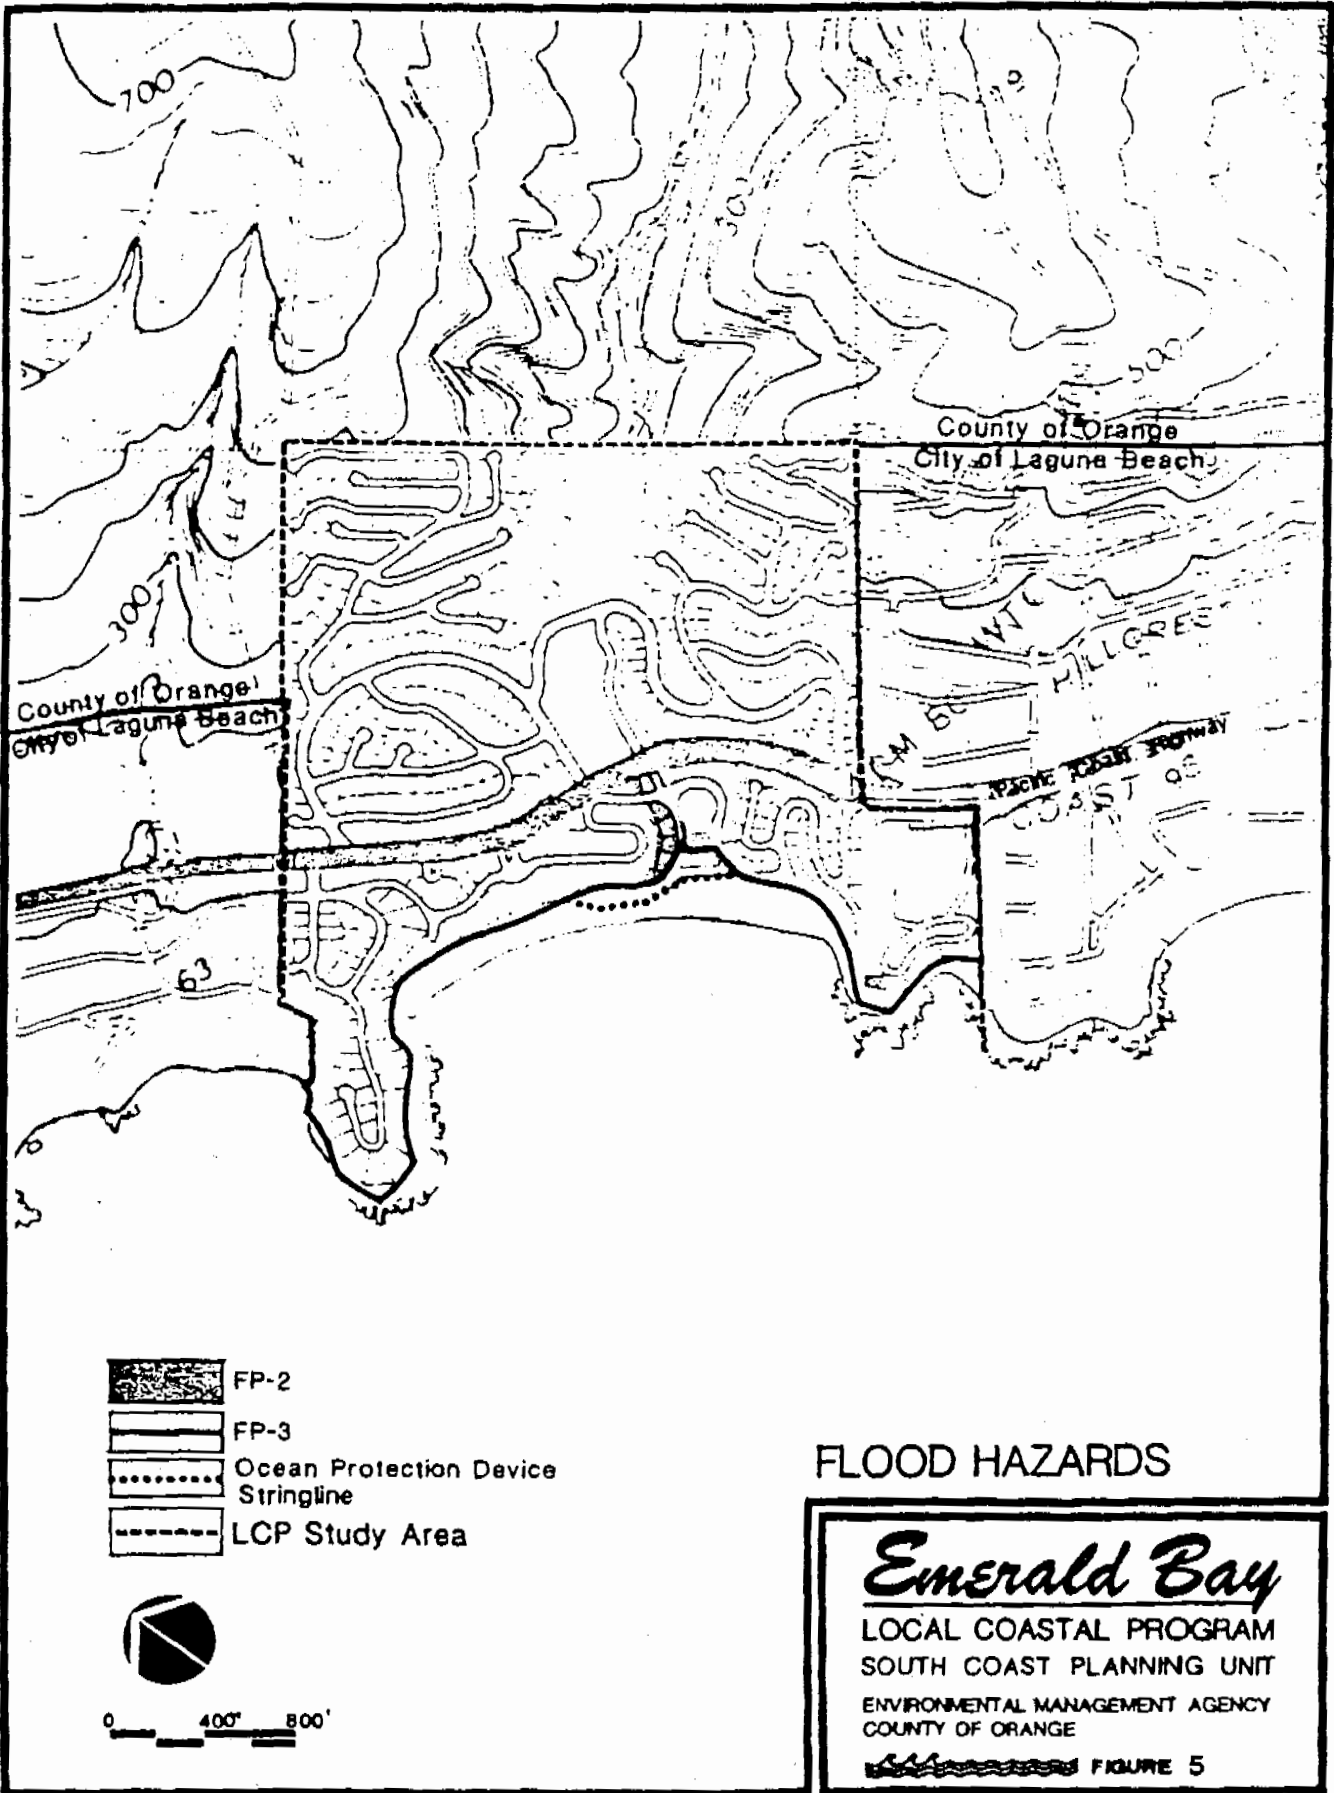 700
500
County of Orange
City of Laguna Beach
300
County of Orange
City of Laguna Beach
HILLCREST
Pacific Coast Highway
COAST
63
FP-2
FP-3
Ocean Protection Device
Stringline
LCP Study Area
0 400' 800'
FLOOD HAZARDS
Emerald Bay
LOCAL COASTAL PROGRAM
SOUTH COAST PLANNING UNIT
ENVIRONMENTAL MANAGEMENT AGENCY
COUNTY OF ORANGE
FIGURE 5